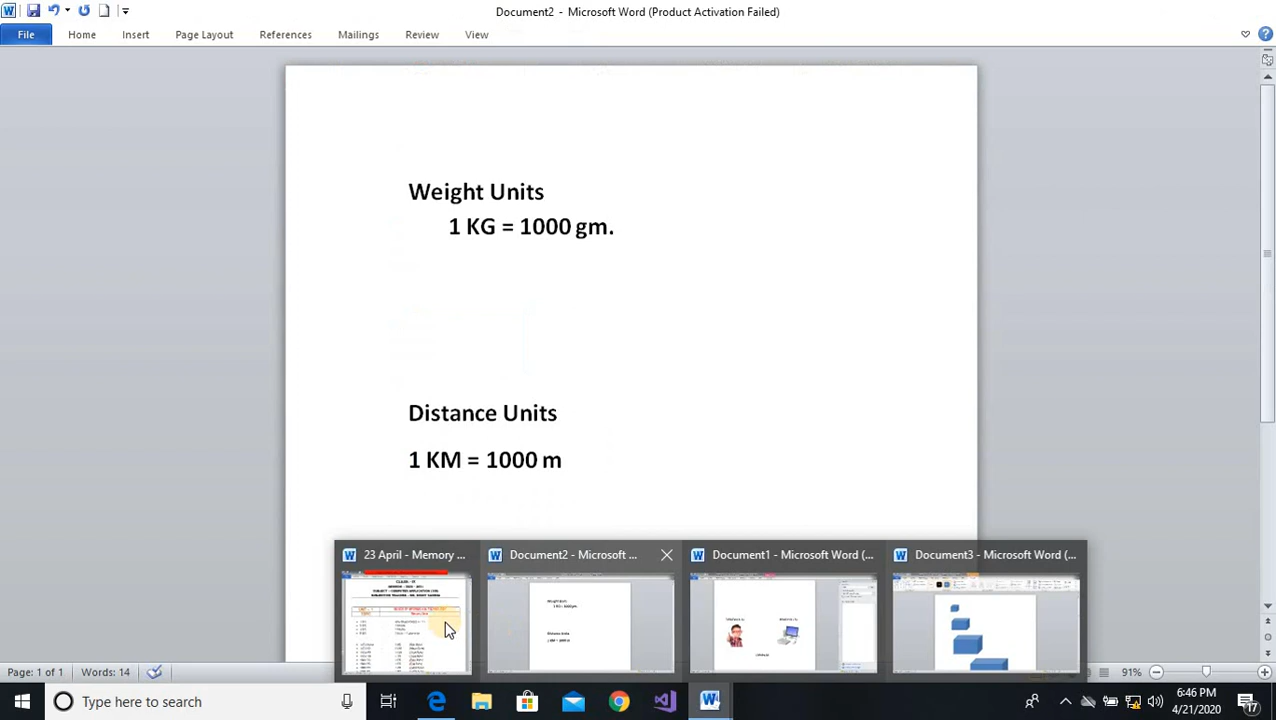 Document2 - Microsoft Word (Product Activation Failed)
File Home Insert Page Layout References Mailings Review View
Weight Units
1 KG = 1000 gm.
Distance Units
1 KM = 1000 m
23 April - Memory ... Document2 - Microsoft ... Document1 - Microsoft Word (... Document3 - Microsoft Word (...
Page: 1 of 1 Words: 14 91%
Type here to search 6:46 PM
4/21/2020 17